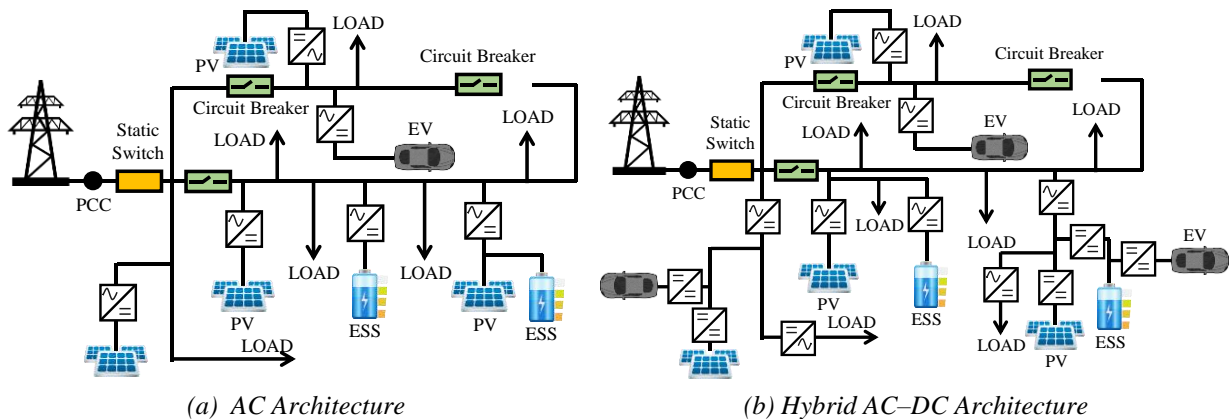 LOAD
PV
Circuit Breaker
Circuit Breaker
Static
Switch
LOAD
EV
LOAD
PCC
LOAD
PV
ESS
PV
ESS
LOAD
(a) AC Architecture
LOAD
PV
Circuit Breaker
Circuit Breaker
Static
Switch
LOAD
EV
LOAD
PCC
LOAD
PV
ESS
LOAD
EV
LOAD
LOAD
PV
ESS
(b) Hybrid AC–DC Architecture